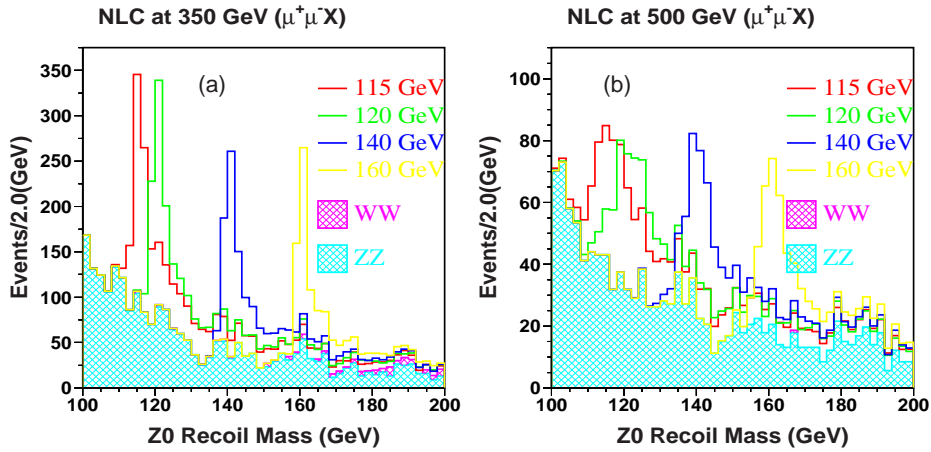 NLC at 350 GeV (μ⁺μ⁻X)
Events/2.0(GeV)
350
300
250
200
150
100
50
0
(a)
115 GeV
120 GeV
140 GeV
160 GeV
WW
ZZ
100 120 140 160 180 200
Z0 Recoil Mass (GeV)
NLC at 500 GeV (μ⁺μ⁻X)
Events/2.0(GeV)
100
80
60
40
20
0
(b)
115 GeV
120 GeV
140 GeV
160 GeV
WW
ZZ
100 120 140 160 180 200
Z0 Recoil Mass (GeV)